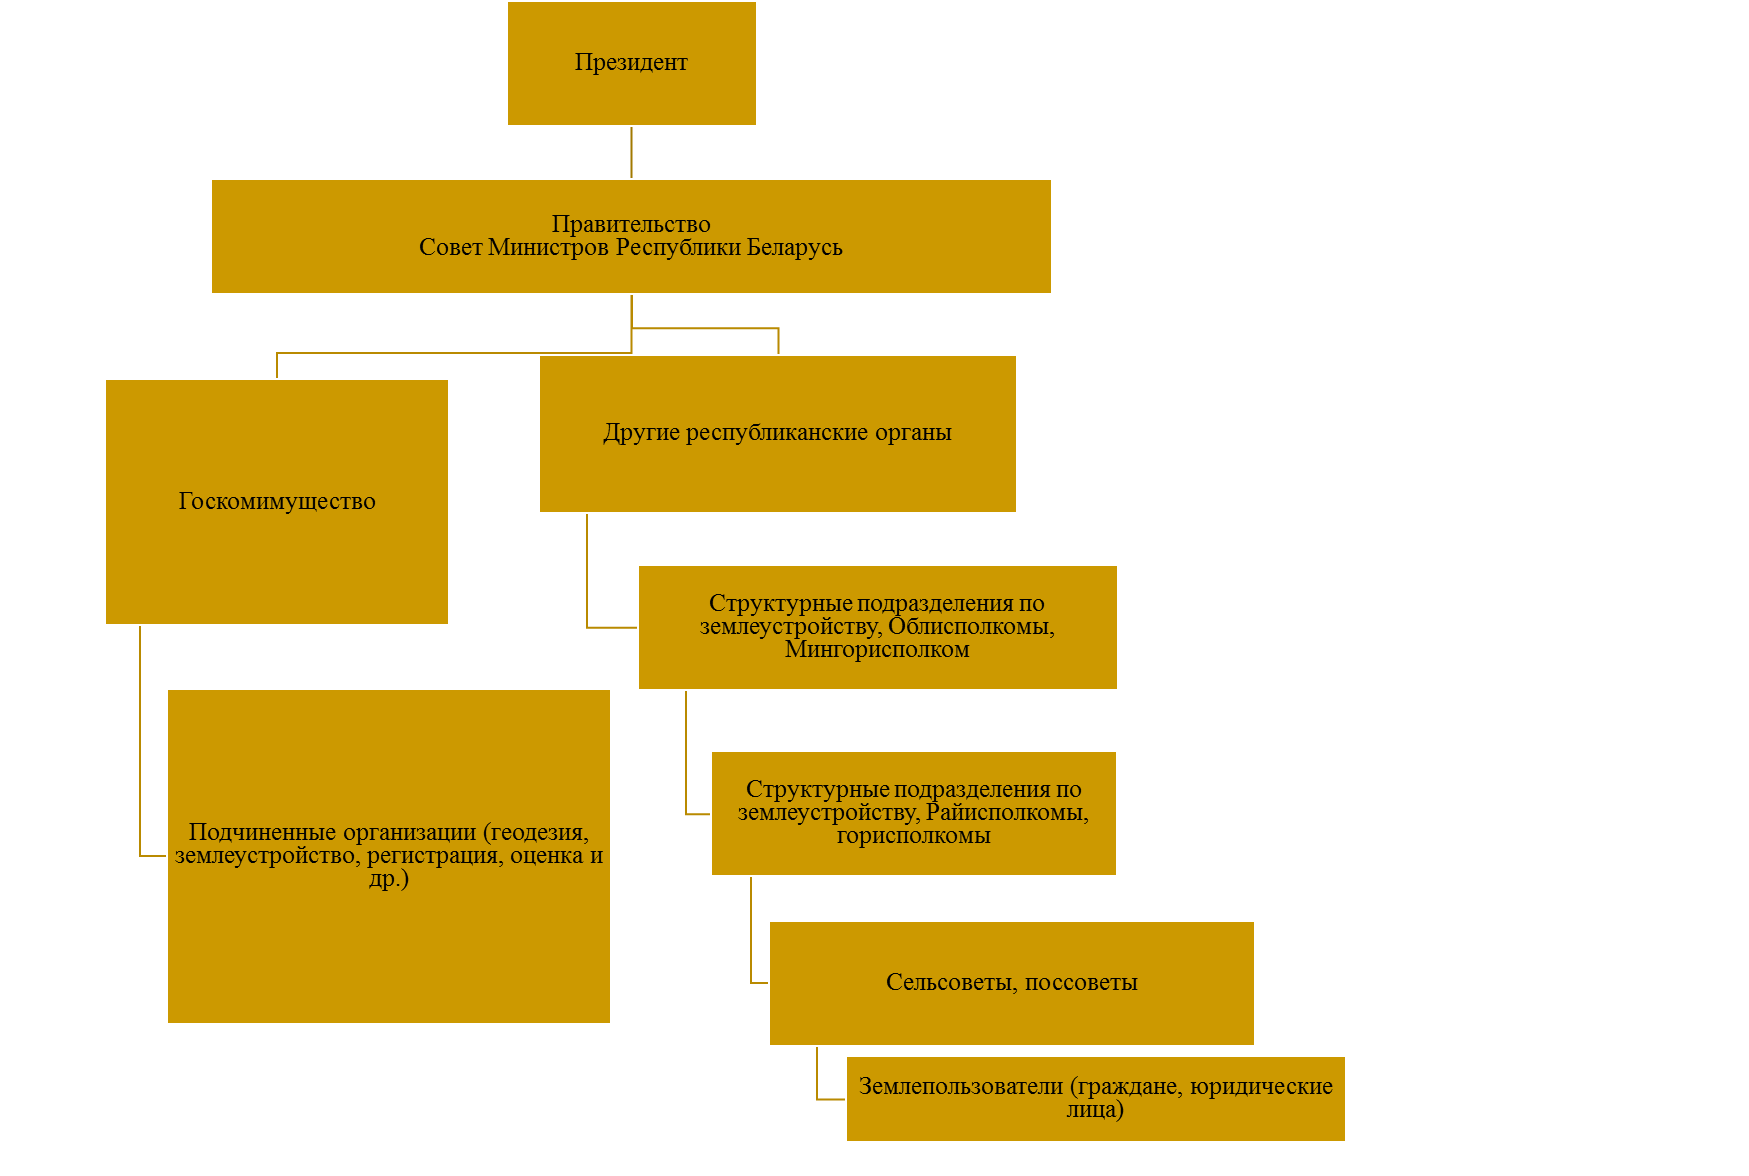 Президент
Правительство
Совет Министров Республики Беларусь
Другие республиканские органы
Госкомимущество
Структурные подразделения по
землеустройству, Облисполкомы,
Мингорисполком
Структурные подразделения по
землеустройству, Райисполкомы,
горисполкомы
Подчиненные организации (геодезия,
землеустройство, регистрация, оценка и
др.)
Сельсоветы, поссоветы
Землепользователи (граждане, юридические
лица)